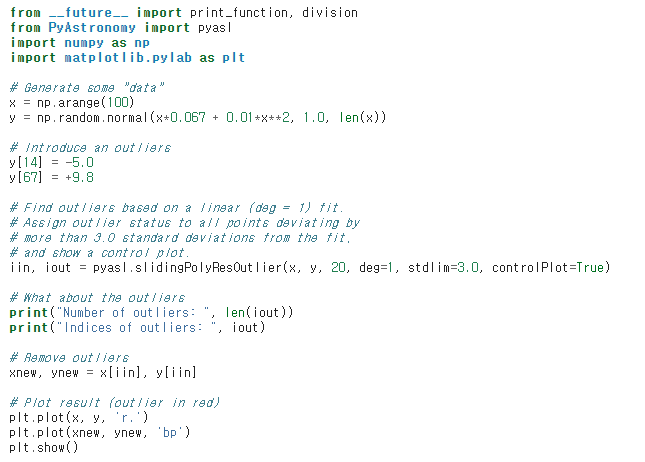 from __future__ import print_function, division
from PyAstronomy import pyasl
import numpy as np
import matplotlib.pylab as plt
# Generate some "data"
x = np.arange(100)
y = np.random.normal(x*0.067 + 0.01*x**2, 1.0, len(x))
# Introduce an outliers
y[14] = -5.0
y[67] = +9.8
# Find outliers based on a linear (deg = 1) fit.
# Assign outlier status to all points deviating by
# more than 3.0 standard deviations from the fit,
# and show a control plot.
iin, iout = pyasl.slidingPolyResOutlier(x, y, 20, deg=1, stdlim=3.0, controlPlot=True)
# What about the outliers
print("Number of outliers: ", len(iout))
print("Indices of outliers: ", iout)
# Remove outliers
xnew, ynew = x[iin], y[iin]
# Plot result (outlier in red)
plt.plot(x, y, 'r.')
plt.plot(xnew, ynew, 'bp')
plt.show()